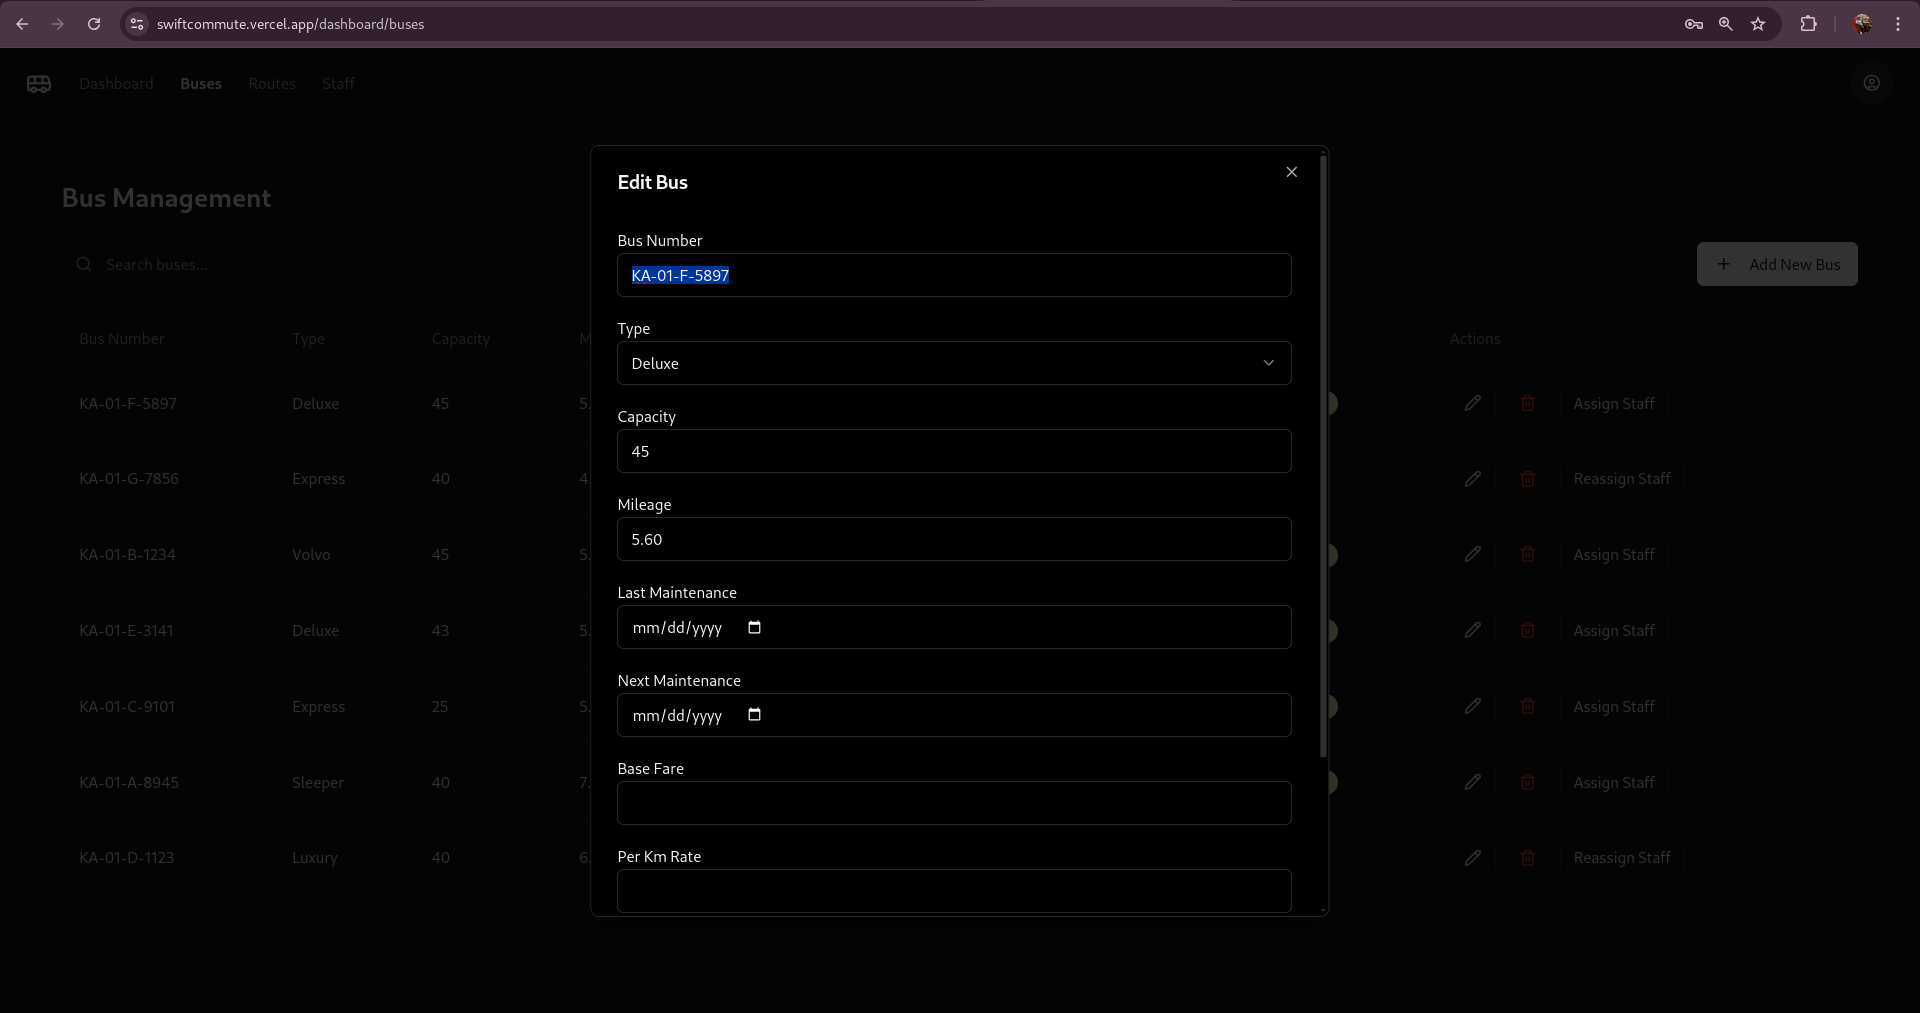 swiftcommute.vercel.app/dashboard/buses
Dashboard Buses Routes Staff
Bus Management
Search buses...
Add New Bus
Bus Number Type Capacity M Actions
KA-01-F-5897 Deluxe 45 5. Assign Staff
KA-01-G-7856 Express 40 4. Reassign Staff
KA-01-B-1234 Volvo 45 5. Assign Staff
KA-01-E-3141 Deluxe 43 5. Assign Staff
KA-01-C-9101 Express 25 5. Assign Staff
KA-01-A-8945 Sleeper 40 7. Assign Staff
KA-01-D-1123 Luxury 40 6. Reassign Staff
Edit Bus
Bus Number
KA-01-F-5897
Type
Deluxe
Capacity
45
Mileage
5.60
Last Maintenance
mm/dd/yyyy
Next Maintenance
mm/dd/yyyy
Base Fare
Per Km Rate